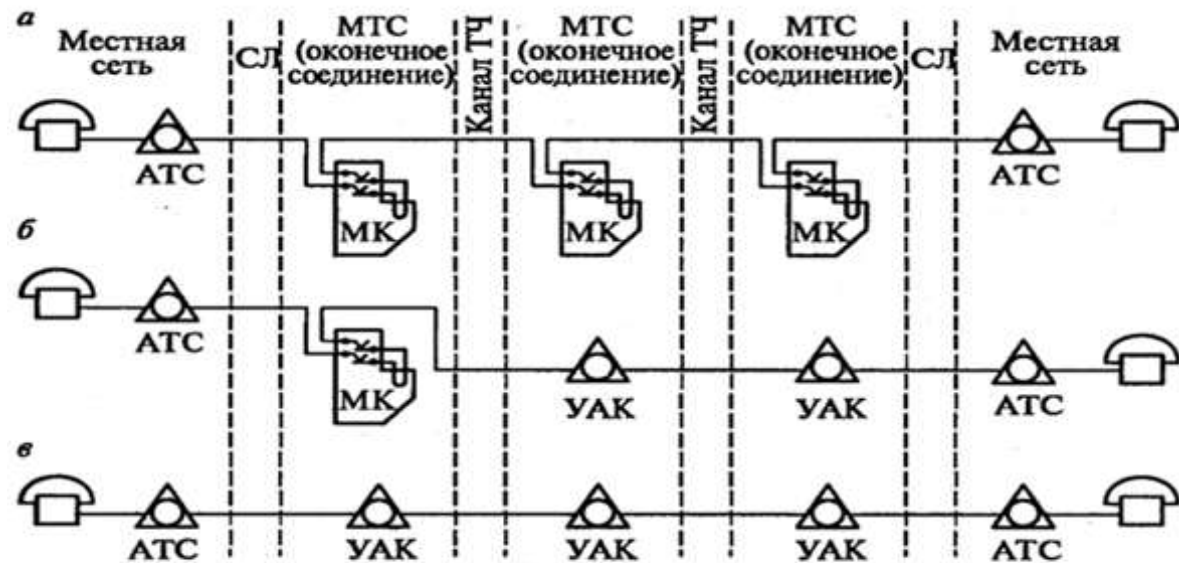 а
Местная
сеть
СЛ
МТС
(оконечное
соединение)
Канал ТЧ
МТС
(оконечное
соединение)
Канал ТЧ
МТС
(оконечное
соединение)
СЛ
Местная
сеть
АТС
МК
МК
МК
АТС
б
АТС
МК
УАК
УАК
АТС
в
АТС
УАК
УАК
УАК
АТС